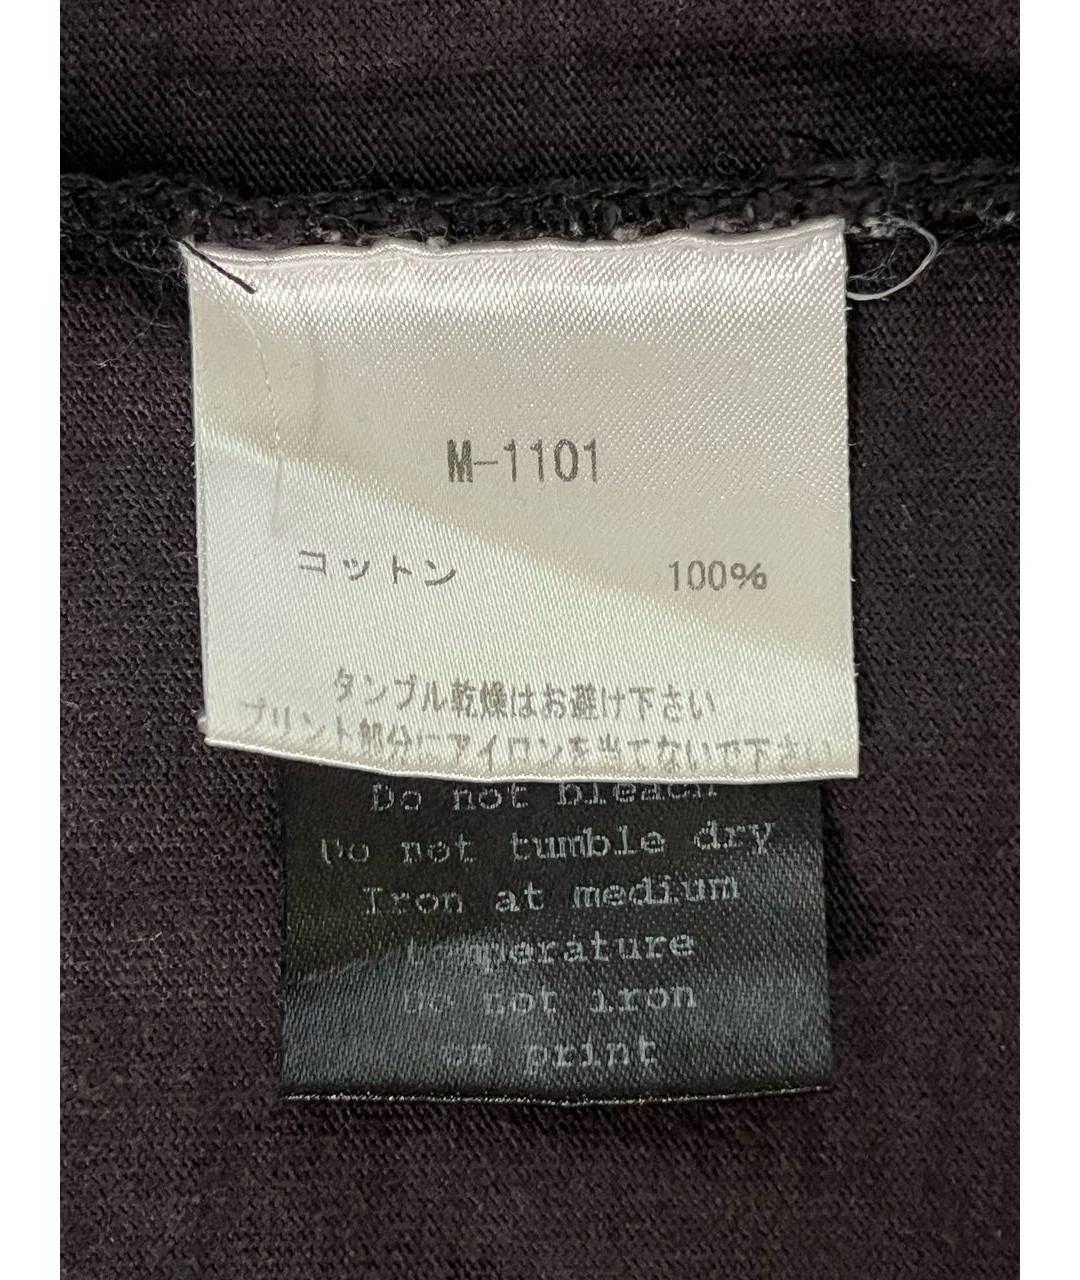 M-1101
コットン 100%
タンブル乾燥はお避け下さい
プリント部分にアイロンを当てないで下さい
Do not bleach
Do not tumble dry
Iron at medium
temperature
Do not iron
on print